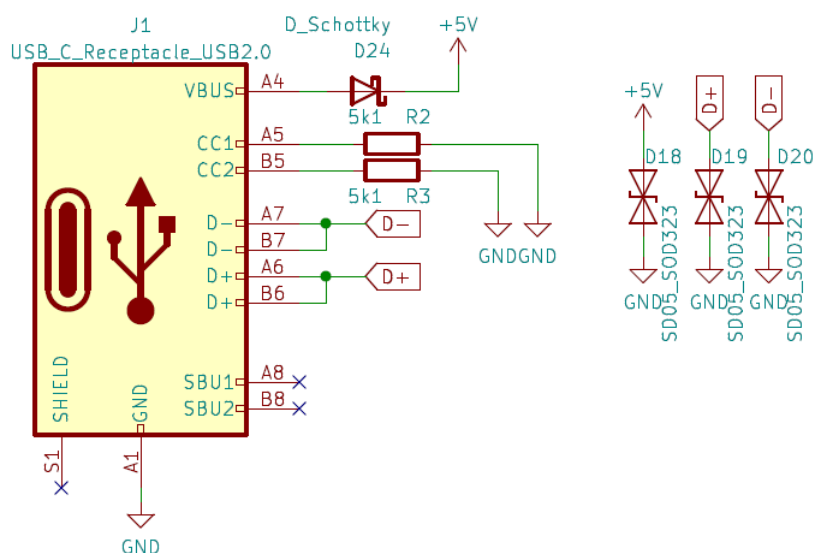 J1
USB_C_Receptacle_USB2.0
VBUS A4
CC1 A5
CC2 B5
D- A7
D- B7
D+ A6
D+ B6
SBU1 A8
SBU2 B8
SHIELD
GND
S1
A1
GND
D_Schottky
D24
+5V
5k1 R2
5k1 R3
D-
D+
GND
GND
+5V
D+
D-
D18
D19
D20
SD05_SOD323
SD05_SOD323
SD05_SOD323
GND
GND
GND